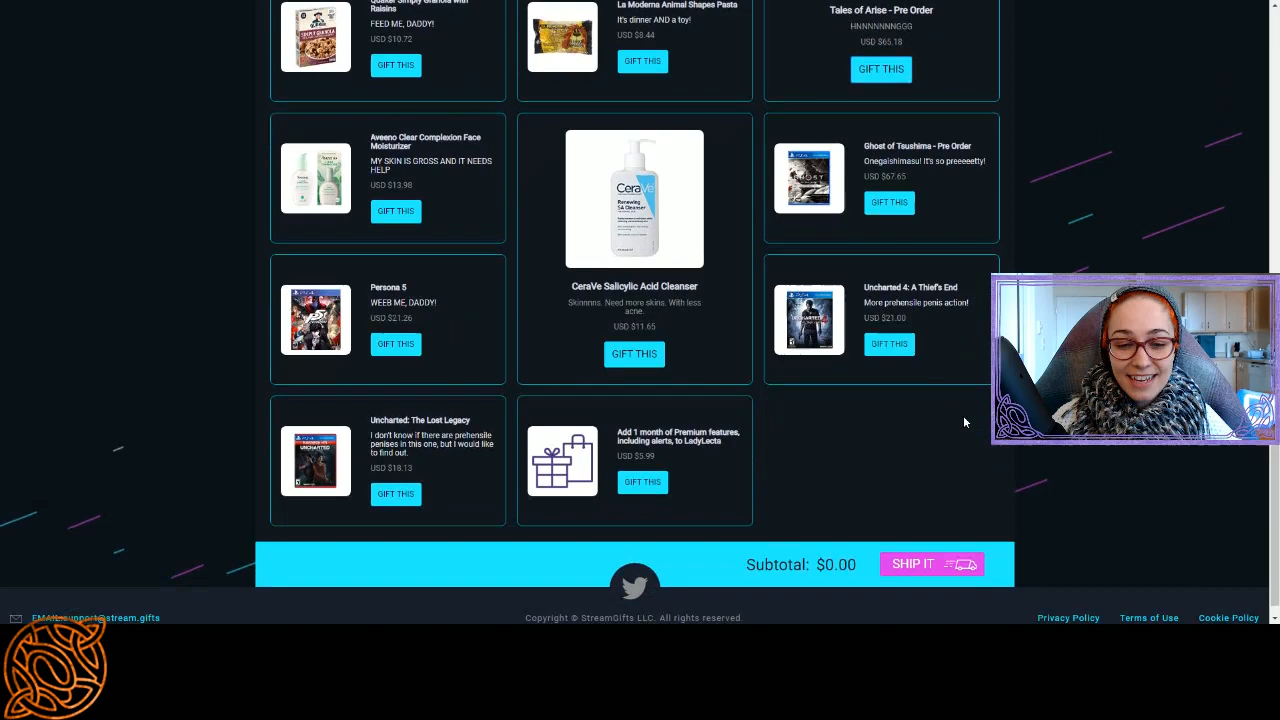 Quaker Simply Granola with
Raisins
FEED ME, DADDY!
USD $10.72
GIFT THIS
La Moderna Animal Shapes Pasta
It's dinner AND a toy!
USD $8.44
GIFT THIS
Tales of Arise - Pre Order
HNNNNNNNGGG
USD $65.18
GIFT THIS
Aveeno Clear Complexion Face
Moisturizer
MY SKIN IS GROSS AND IT NEEDS
HELP
USD $13.98
GIFT THIS
CeraVe
Renewing
SA Cleanser
CeraVe Salicylic Acid Cleanser
Skinnnns. Need more skins. With less
acne.
USD $11.65
GIFT THIS
Ghost of Tsushima - Pre Order
Onegaishimasu! It's so preeeeetty!
USD $67.65
GIFT THIS
Persona 5
WEEB ME, DADDY!
USD $21.26
GIFT THIS
UNCHARTED
Uncharted 4: A Thief's End
More prehensile penis action!
USD $21.00
GIFT THIS
UNCHARTED
Uncharted: The Lost Legacy
I don't know if there are prehensile
penises in this one, but I would like
to find out.
USD $18.13
GIFT THIS
Add 1 month of Premium features,
including alerts, to LadyLecta
USD $5.99
GIFT THIS
Subtotal: $0.00
SHIP IT
EMAIL:support@stream.gifts
Copyright © StreamGifts LLC. All rights reserved.
Privacy Policy
Terms of Use
Cookie Policy